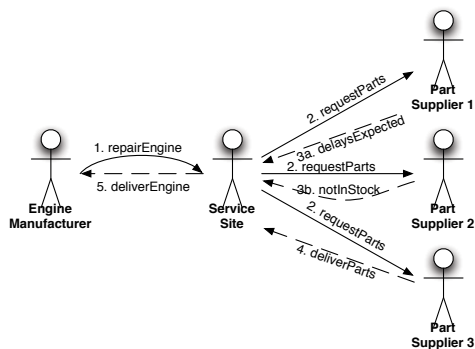 Part
Supplier 1
2. requestParts
3a. delaysExpected
1. repairEngine
2. requestParts
5. deliverEngine
3b. notInStock
Engine
Manufacturer
Service
Site
Part
Supplier 2
2. requestParts
4. deliverParts
Part
Supplier 3